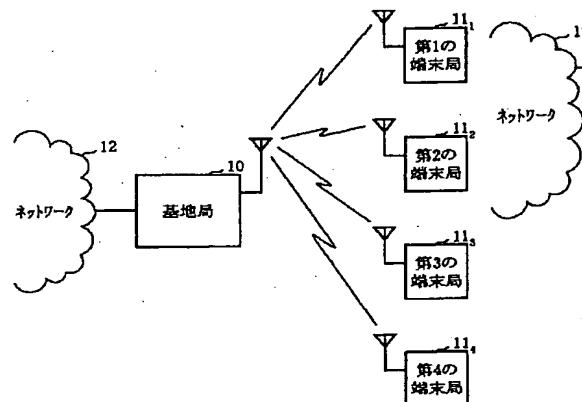 11₁
第1の
端末局
11₂
第2の
端末局
ネットワーク
12
ネットワーク
10
基地局
11₃
第3の
端末局
11₄
第4の
端末局